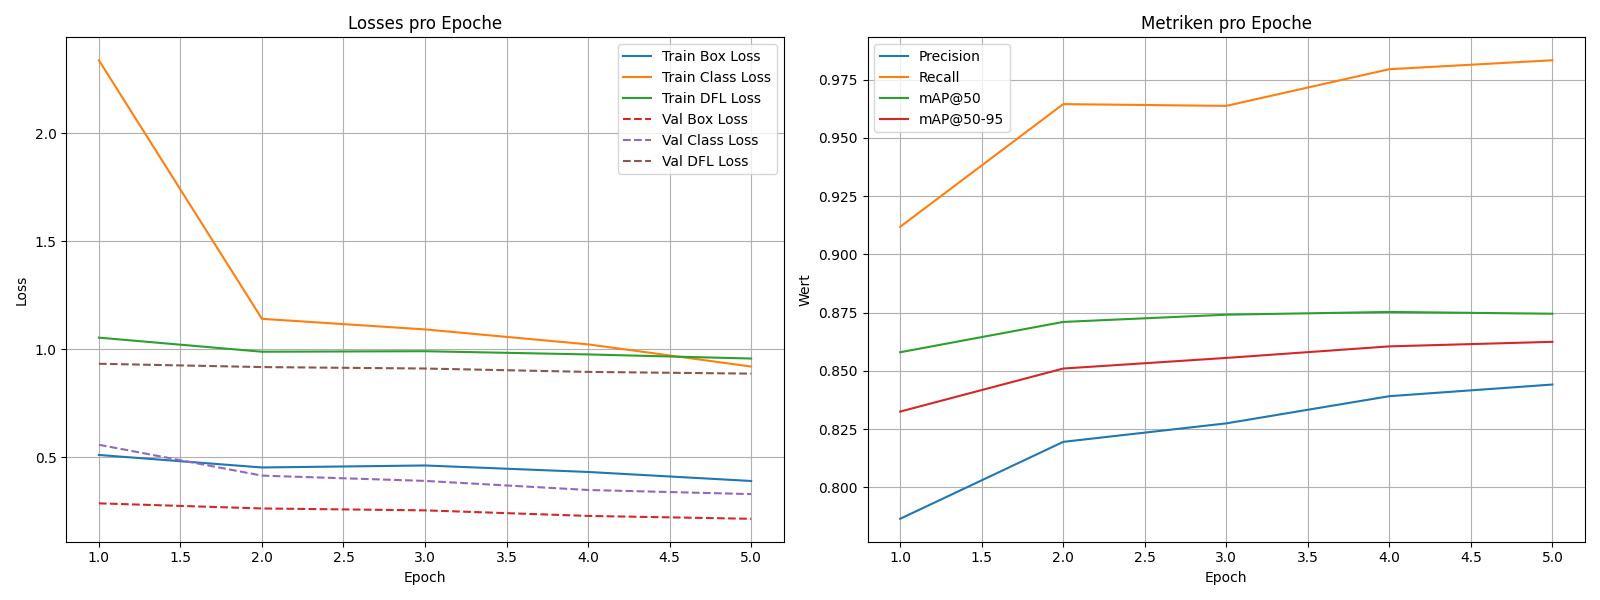 Losses pro Epoche
Train Box Loss
Train Class Loss
Train DFL Loss
Val Box Loss
Val Class Loss
Val DFL Loss
2.0
1.5
1.0
0.5
Loss
1.0 1.5 2.0 2.5 3.0 3.5 4.0 4.5 5.0
Epoch
Metriken pro Epoche
Precision
Recall
mAP@50
mAP@50-95
0.975
0.950
0.925
0.900
0.875
0.850
0.825
0.800
Wert
1.0 1.5 2.0 2.5 3.0 3.5 4.0 4.5 5.0
Epoch